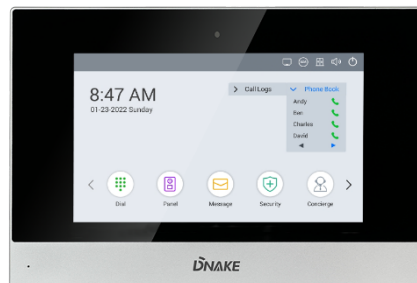 8:47 AM
01-23-2022 Sunday
Call Logs
Phone Book
Andy
Eve
Charles
David
Dial
Panel
Message
Security
Concierge
DNAKE